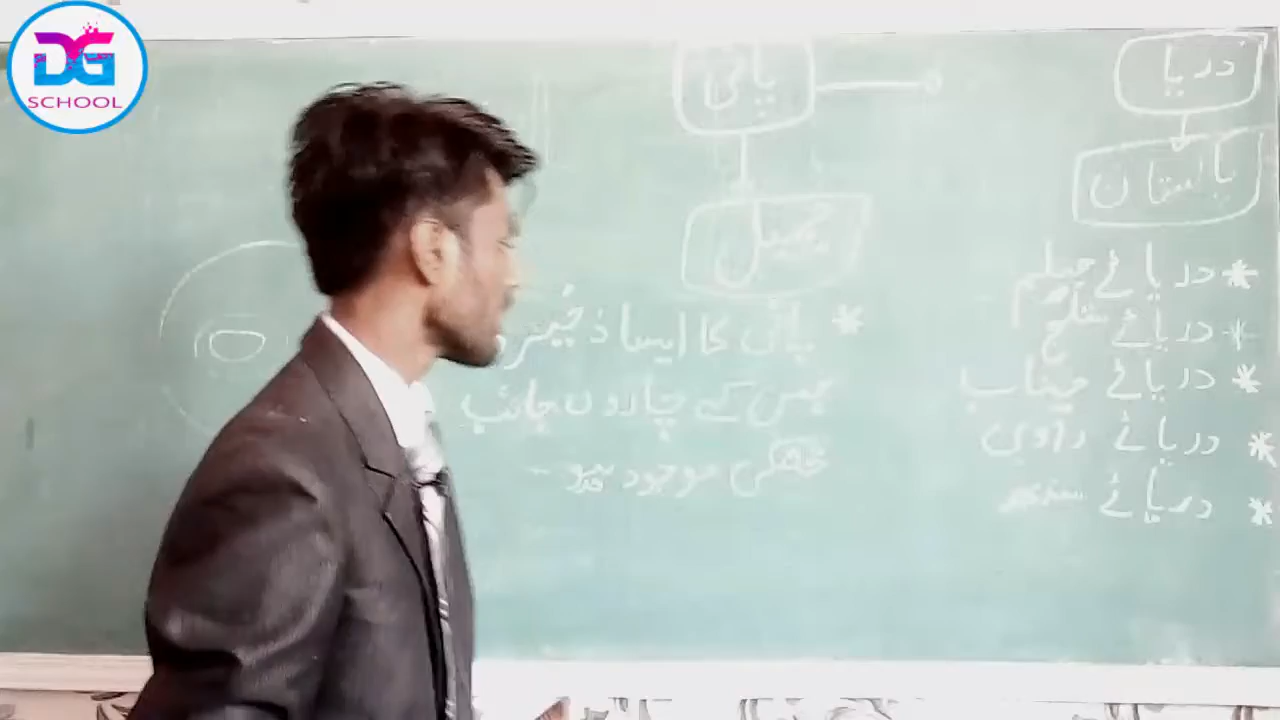 DG
SCHOOL
پانی
جھیل
* پانی کا ایسا ذخیرہ
جس کے چاروں جانب
خشکی موجود ہو -
دریا
پاکستان
* دریائے جہلم
* دریائے ستلج
* دریائے چناب
* دریائے راوی
* دریائے سندھ